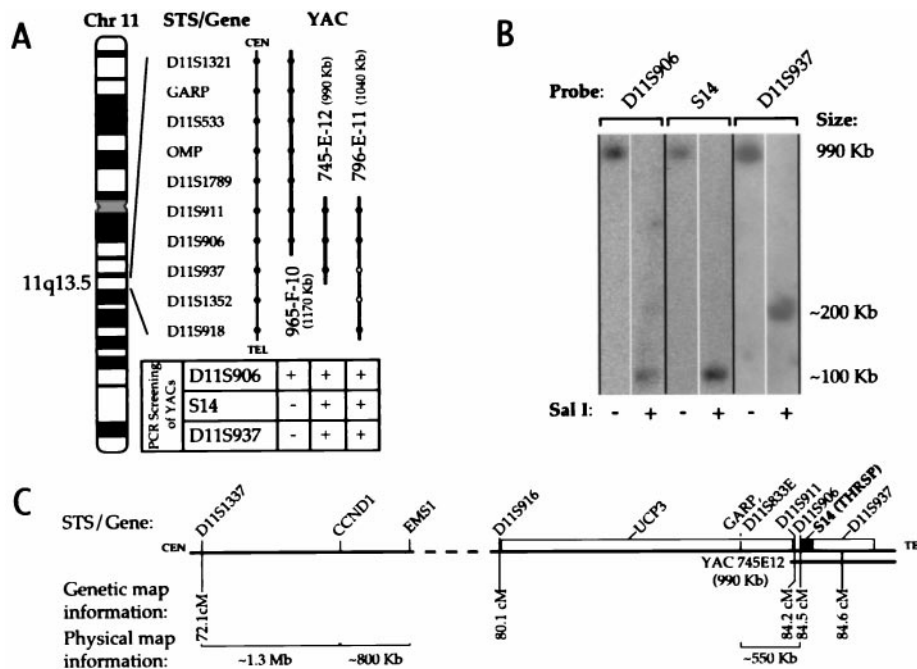 A
Chr 11
STS/Gene
YAC
CEN
D11S1321
GARP
D11S533
OMP
D11S1789
D11S911
D11S906
D11S937
D11S1352
D11S918
TEL
11q13.5
965-F-10
(1170 Kb)
745-E-12 (990 Kb)
796-E-11 (1040 Kb)
PCR Screening
of YACs
D11S906 + + +
S14 - + +
D11S937 - + +
B
Probe: D11S906 S14 D11S937
Size:
990 Kb
~200 Kb
~100 Kb
Sal I: - + - + - +
C
STS/Gene:
D11S1337
CCND1
EMS1
D11S916
~UCP3
GARP,
D11S833E
D11S911
D11S906
S14 (THRSP)
D11S937
CEN
TE
YAC 745E12
(990 Kb)
Genetic map
information:
72.1cM
80.1 cM
84.2 cM
84.5 cM
84.6 cM
Physical map
information:
~1.3 Mb
~800 Kb
~550 Kb